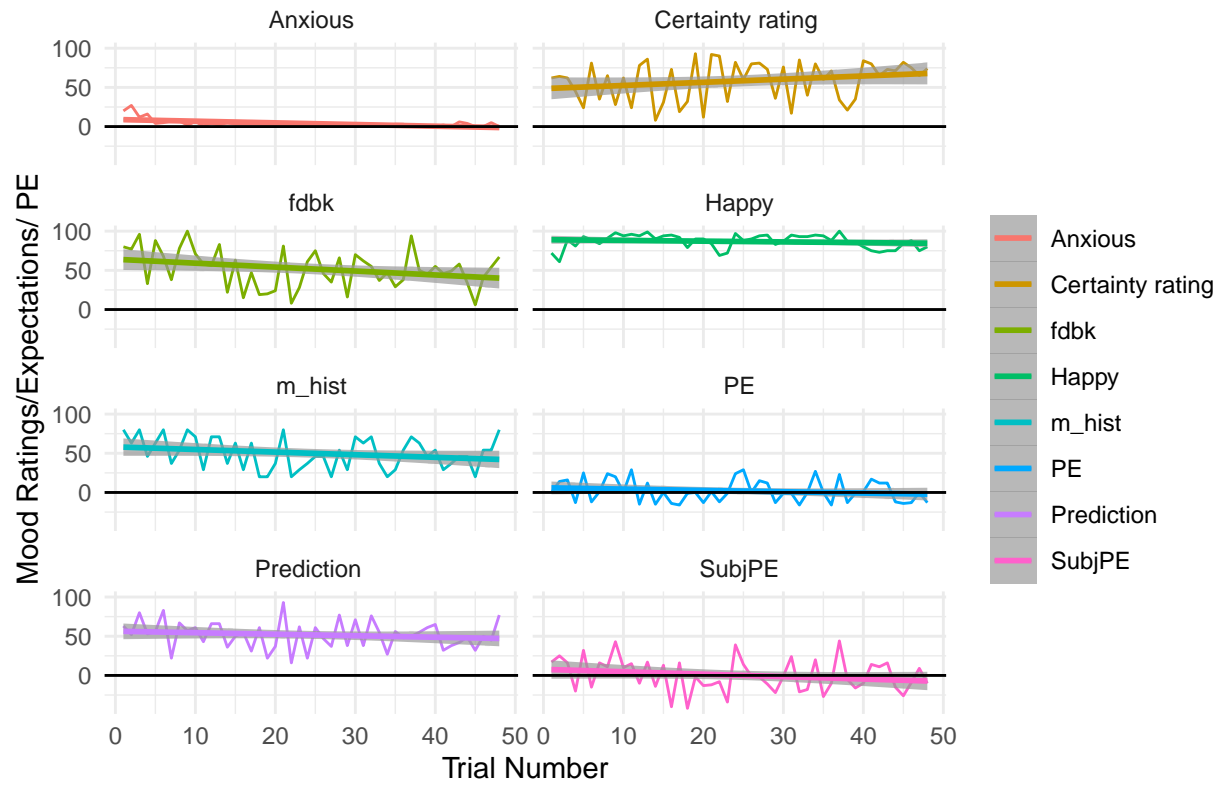 Anxious Certainty rating
100
50
0
fdbk Happy
100
50
0
m_hist PE
100
50
0
Prediction SubjPE
100
50
0
0 10 20 30 40 50 0 10 20 30 40 50
Trial Number
Mood Ratings/Expectations/ PE
Anxious
Certainty rating
fdbk
Happy
m_hist
PE
Prediction
SubjPE